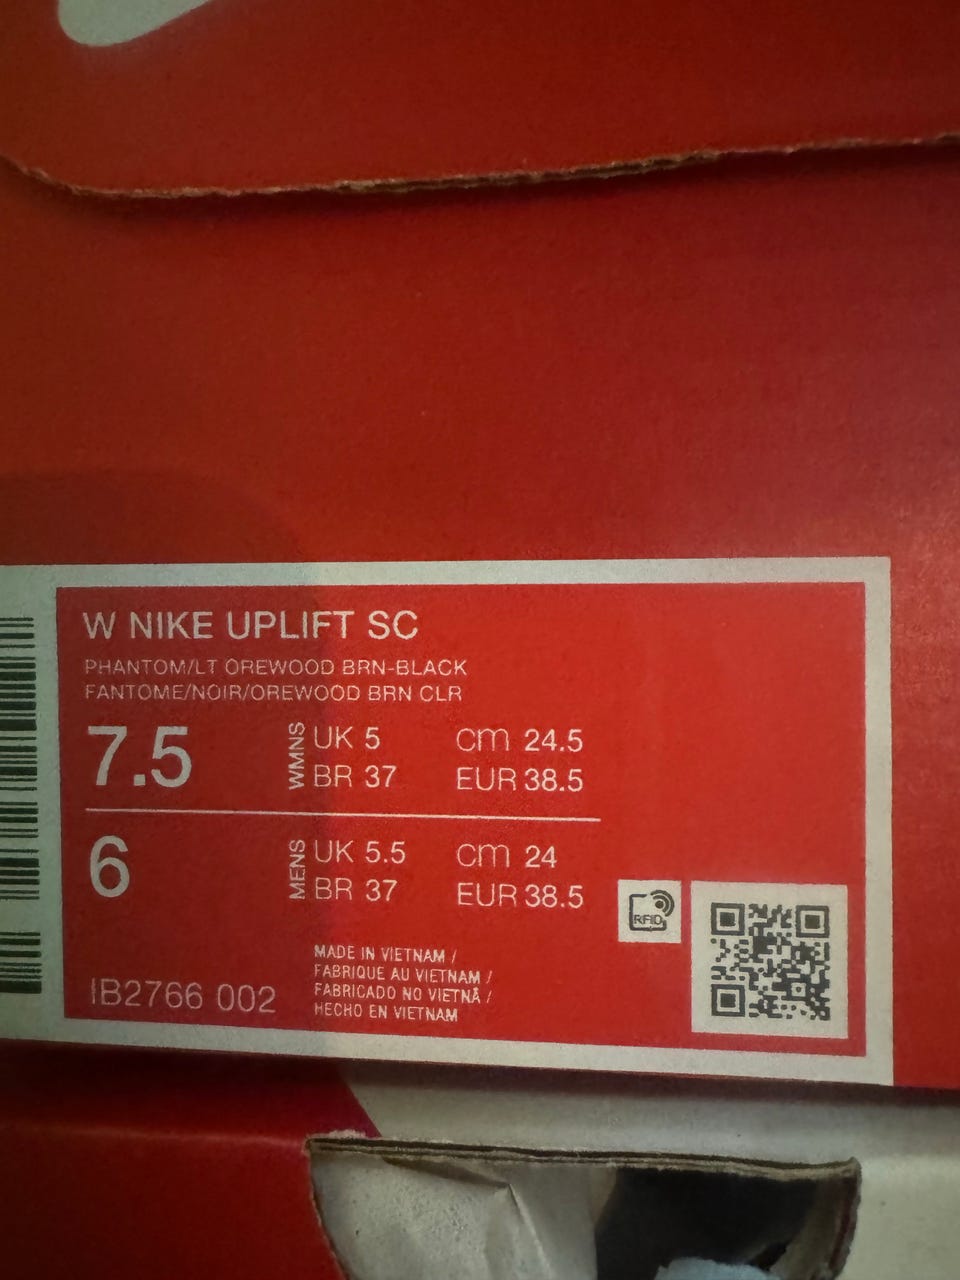 W NIKE UPLIFT SC
PHANTOM/LT OREWOOD BRN-BLACK
FANTOME/NOIR/OREWOOD BRN CLR
7.5 WMNS UK 5 cm 24.5
BR 37 EUR 38.5
6 MENS UK 5.5 cm 24
BR 37 EUR 38.5
RFID
MADE IN VIETNAM /
FABRIQUE AU VIETNAM /
FABRICADO NO VIETNÃ /
HECHO EN VIETNAM
IB2766 002